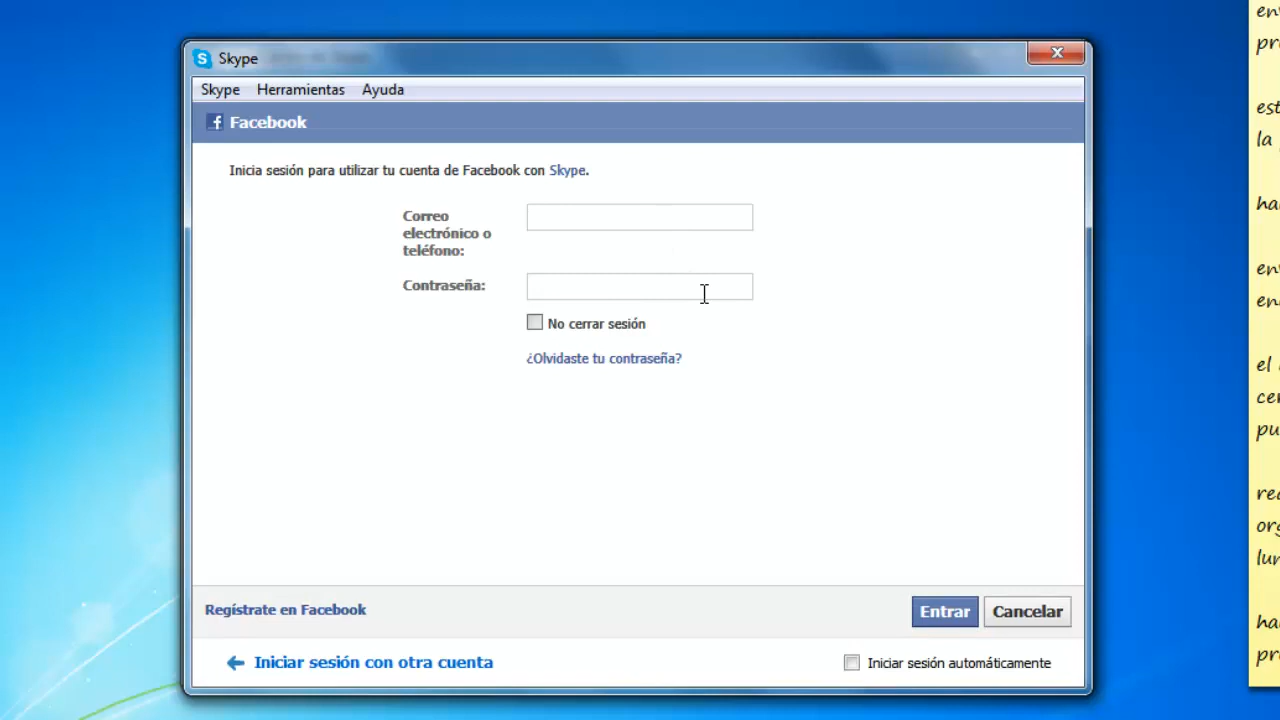 Skype
Skype Herramientas Ayuda
Facebook
Inicia sesión para utilizar tu cuenta de Facebook con Skype.
Correo
electrónico o
teléfono:
Contraseña:
No cerrar sesión
¿Olvidaste tu contraseña?
Regístrate en Facebook
Entrar Cancelar
Iniciar sesión con otra cuenta
Iniciar sesión automáticamente
la
el